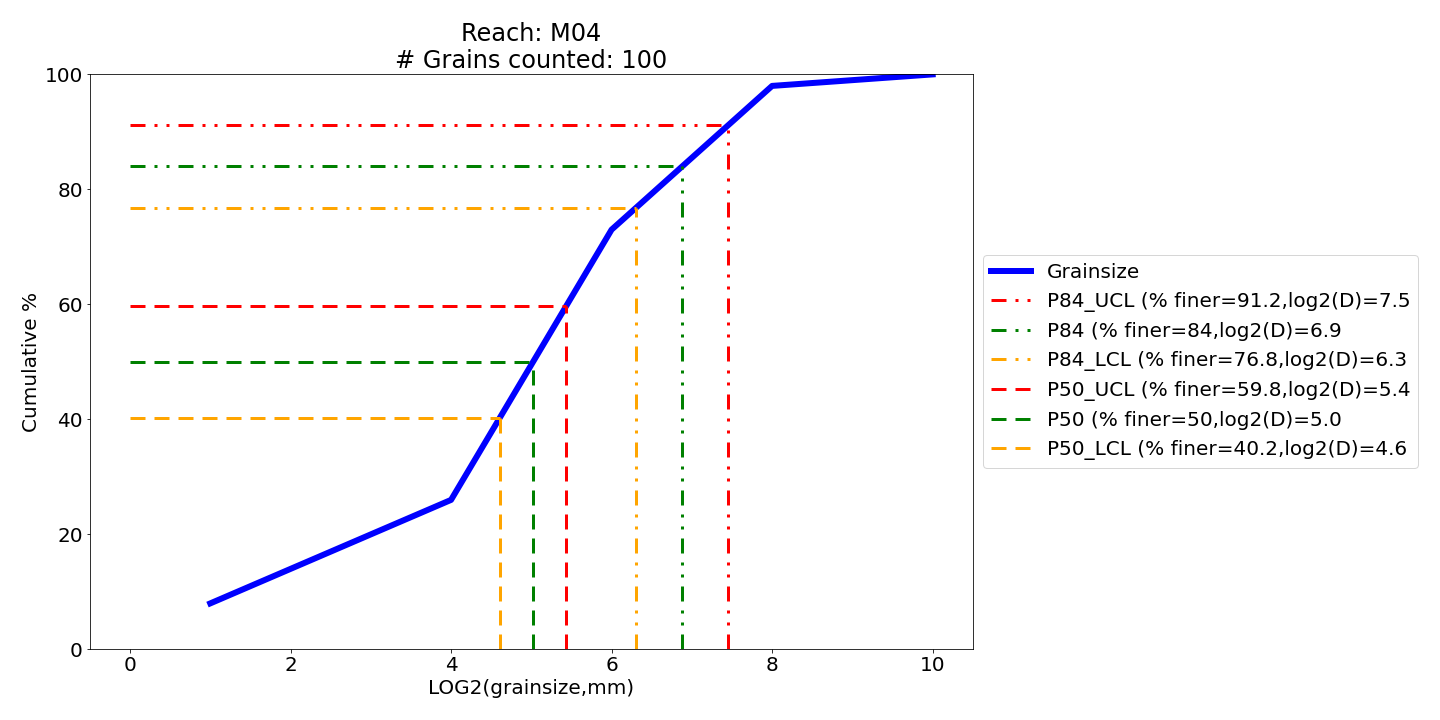 Reach: M04
# Grains counted: 100
100
80
60
40
20
0
Cumulative %
0 2 4 6 8 10
LOG2(grainsize,mm)
Grainsize
P84_UCL (% finer=91.2,log2(D)=7.5
P84 (% finer=84,log2(D)=6.9
P84_LCL (% finer=76.8,log2(D)=6.3
P50_UCL (% finer=59.8,log2(D)=5.4
P50 (% finer=50,log2(D)=5.0
P50_LCL (% finer=40.2,log2(D)=4.6